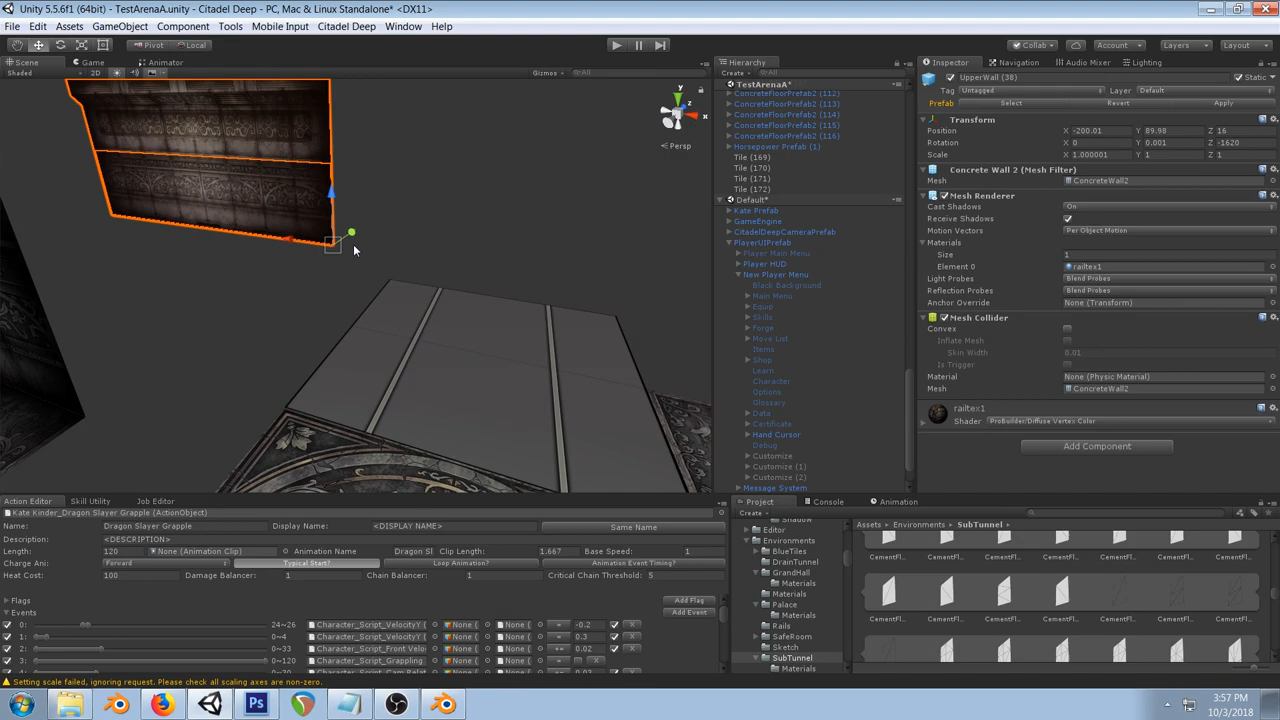 Unity 5.5.6f1 (64bit) - TestArenaA.unity - Citadel Deep - PC, Mac & Linux Standalone* <DX11>
File Edit Assets GameObject Component Tools Mobile Input Citadel Deep Window Help
Pivot Local Collab Account Layers Layout
Scene Game Animator
Shaded 2D Gizmos All
y
z
x
Persp
Hierarchy
Create All
TestArenaA*
ConcreteFloorPrefab2 (112)
ConcreteFloorPrefab2 (113)
ConcreteFloorPrefab2 (114)
ConcreteFloorPrefab2 (115)
ConcreteFloorPrefab2 (116)
Horsepower Prefab (1)
Tile (169)
Tile (170)
Tile (171)
Tile (172)
Default*
Kate Prefab
GameEngine
CitadelDeepCameraPrefab
PlayerUIPrefab
Player Main Menu
Player HUD
New Player Menu
Black Background
Main Menu
Equip
Skills
Forge
Move List
Items
Shop
Learn
Character
Options
Glossary
Data
Certificate
Hand Cursor
Debug
Customize
Customize (1)
Customize (2)
Message System
Inspector Navigation Audio Mixer Lighting
UpperWall (38) Static
Tag Untagged Layer Default
Prefab Select Revert Apply
Transform
Position X -200.01 Y 89.98 Z 16
Rotation X 0 Y 0.001 Z -1620
Scale X 1.000001 Y 1 Z 1
Concrete Wall 2 (Mesh Filter)
Mesh ConcreteWall2
Mesh Renderer
Cast Shadows On
Receive Shadows
Motion Vectors Per Object Motion
Materials
Size 1
Element 0 railtex1
Light Probes Blend Probes
Reflection Probes Blend Probes
Anchor Override None (Transform)
Mesh Collider
Convex
Inflate Mesh
Skin Width 0.01
Is Trigger
Material None (Physic Material)
Mesh ConcreteWall2
railtex1
Shader ProBuilder/Diffuse Vertex Color
Add Component
Action Editor Skill Utility Job Editor
Kate Kinder_Dragon Slayer Grapple (ActionObject)
Name: Dragon Slayer Grapple Display Name: <DISPLAY NAME> Same Name
Description: <DESCRIPTION>
Length: 120 None (Animation Clip) Animation Name Dragon Sl Clip Length: 1.667 Base Speed: 1
Charge Ani: Forward Typical Start? Loop Animation? Animation Event Timing?
Heat Cost: 100 Damage Balancer: 1 Chain Balancer: 1 Critical Chain Threshold: 5
Flags Add Flag
Events Add Event
0: 24~26 Character_Script_VelocityY ( None ( None ( = -0.2 X
1: 0~4 Character_Script_VelocityY ( None ( None ( = 0.3 X
2: 28~48 Character_Script_Front Velo None ( None ( += 0.02 X
3: 0~120 Character_Script_Grappling None ( None ( = X
Project Console Animation
Create
Shadow
Editor
Environments
BlueTiles
DrainTunnel
GrandHall
Materials
Materials
Palace
Materials
Rails
SafeRoom
Sketch
SubTunnel
Materials
Assets Environments SubTunnel
CementFl... CementFl... CementFl... CementFl... CementFl... CementFl... CementFl...
CementFl... CementFl... CementFl... CementFl... CementFl... CementFl... CementFl...
Setting scale failed, ignoring request. Please check all scaling axes are non-zero.
Ps
3:57 PM
10/3/2018